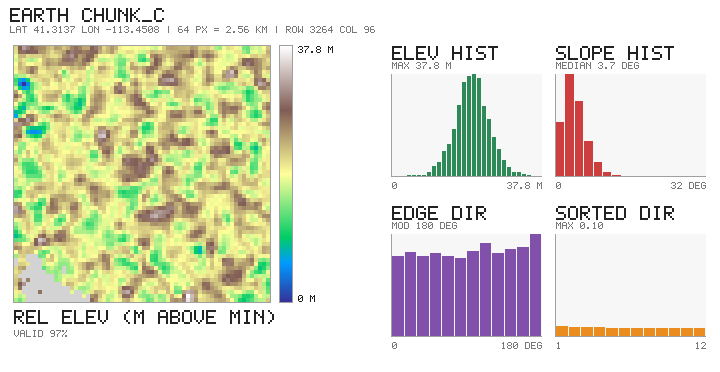 EARTH CHUNK_C
LAT 41.3137 LON -113.4508 | 64 PX = 2.56 KM | ROW 3264 COL 96
37.8 M
0 M
REL ELEV (M ABOVE MIN)
VALID 97%
ELEV HIST
MAX 37.8 M
0 37.8 M
SLOPE HIST
MEDIAN 3.7 DEG
0 32 DEG
EDGE DIR
MOD 180 DEG
0 180 DEG
SORTED DIR
MAX 0.10
1 12